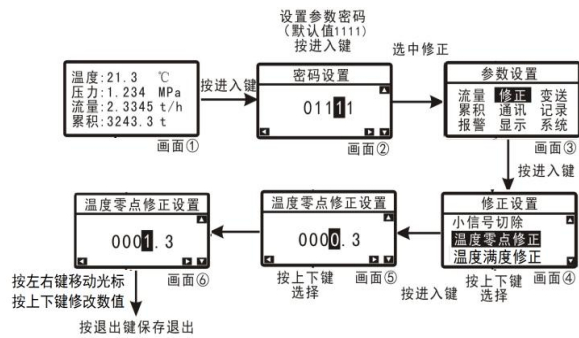 设置参数密码
（默认值1111）
按进入键
选中修正
温度:21.3 ℃
压力:1.234 MPa
流量:2.3345 t/h
累积:3243.3 t
画面①
按进入键
密码设置
01111
画面②
参数设置
流量 修正 变送
累积 通讯 记录
报警 显示 系统
画面③
按进入键
修正设置
小信号切除
温度零点修正
温度满度修正
画面④
按上下键
选择
按进入键
温度零点修正设置
0000.3
画面⑤
按上下键
选择
温度零点修正设置
0001.3
画面⑥
按左右键移动光标
按上下键修改数值
按退出键保存退出